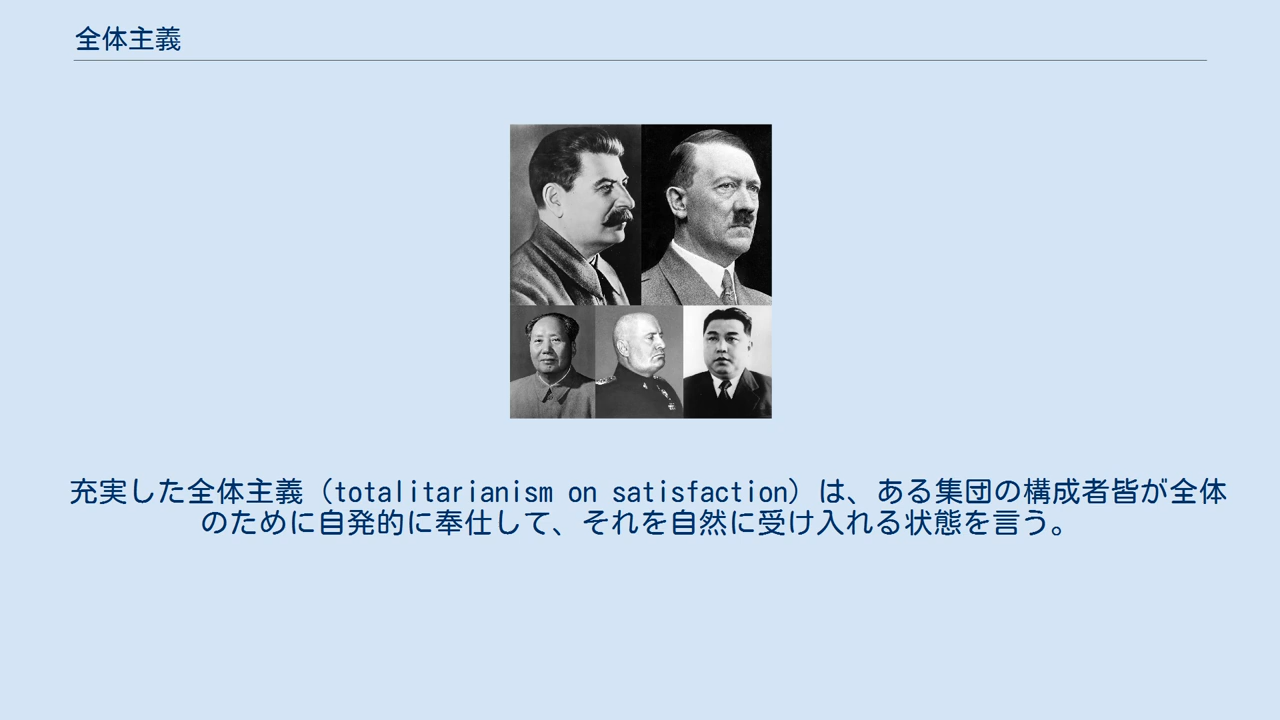 全体主義
充実した全体主義（totalitarianism on satisfaction）は、ある集団の構成者皆が全体
のために自発的に奉仕して、それを自然に受け入れる状態を言う。